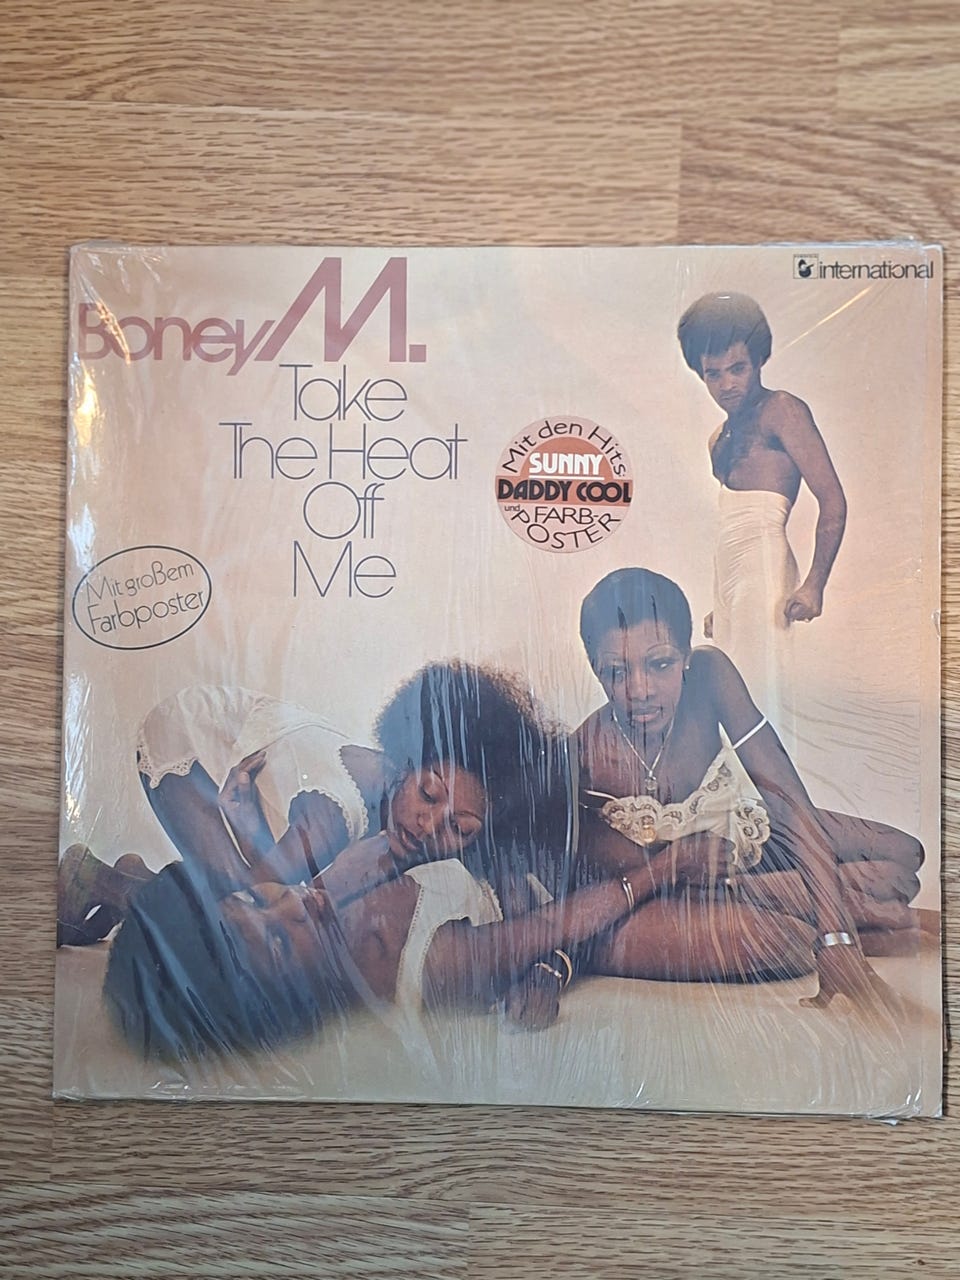 Boney M.
international
Take
The Heat
Off
Me
Mit den Hits:
SUNNY
DADDY COOL
und FARB-
POSTER
Mit großem
Farbposter